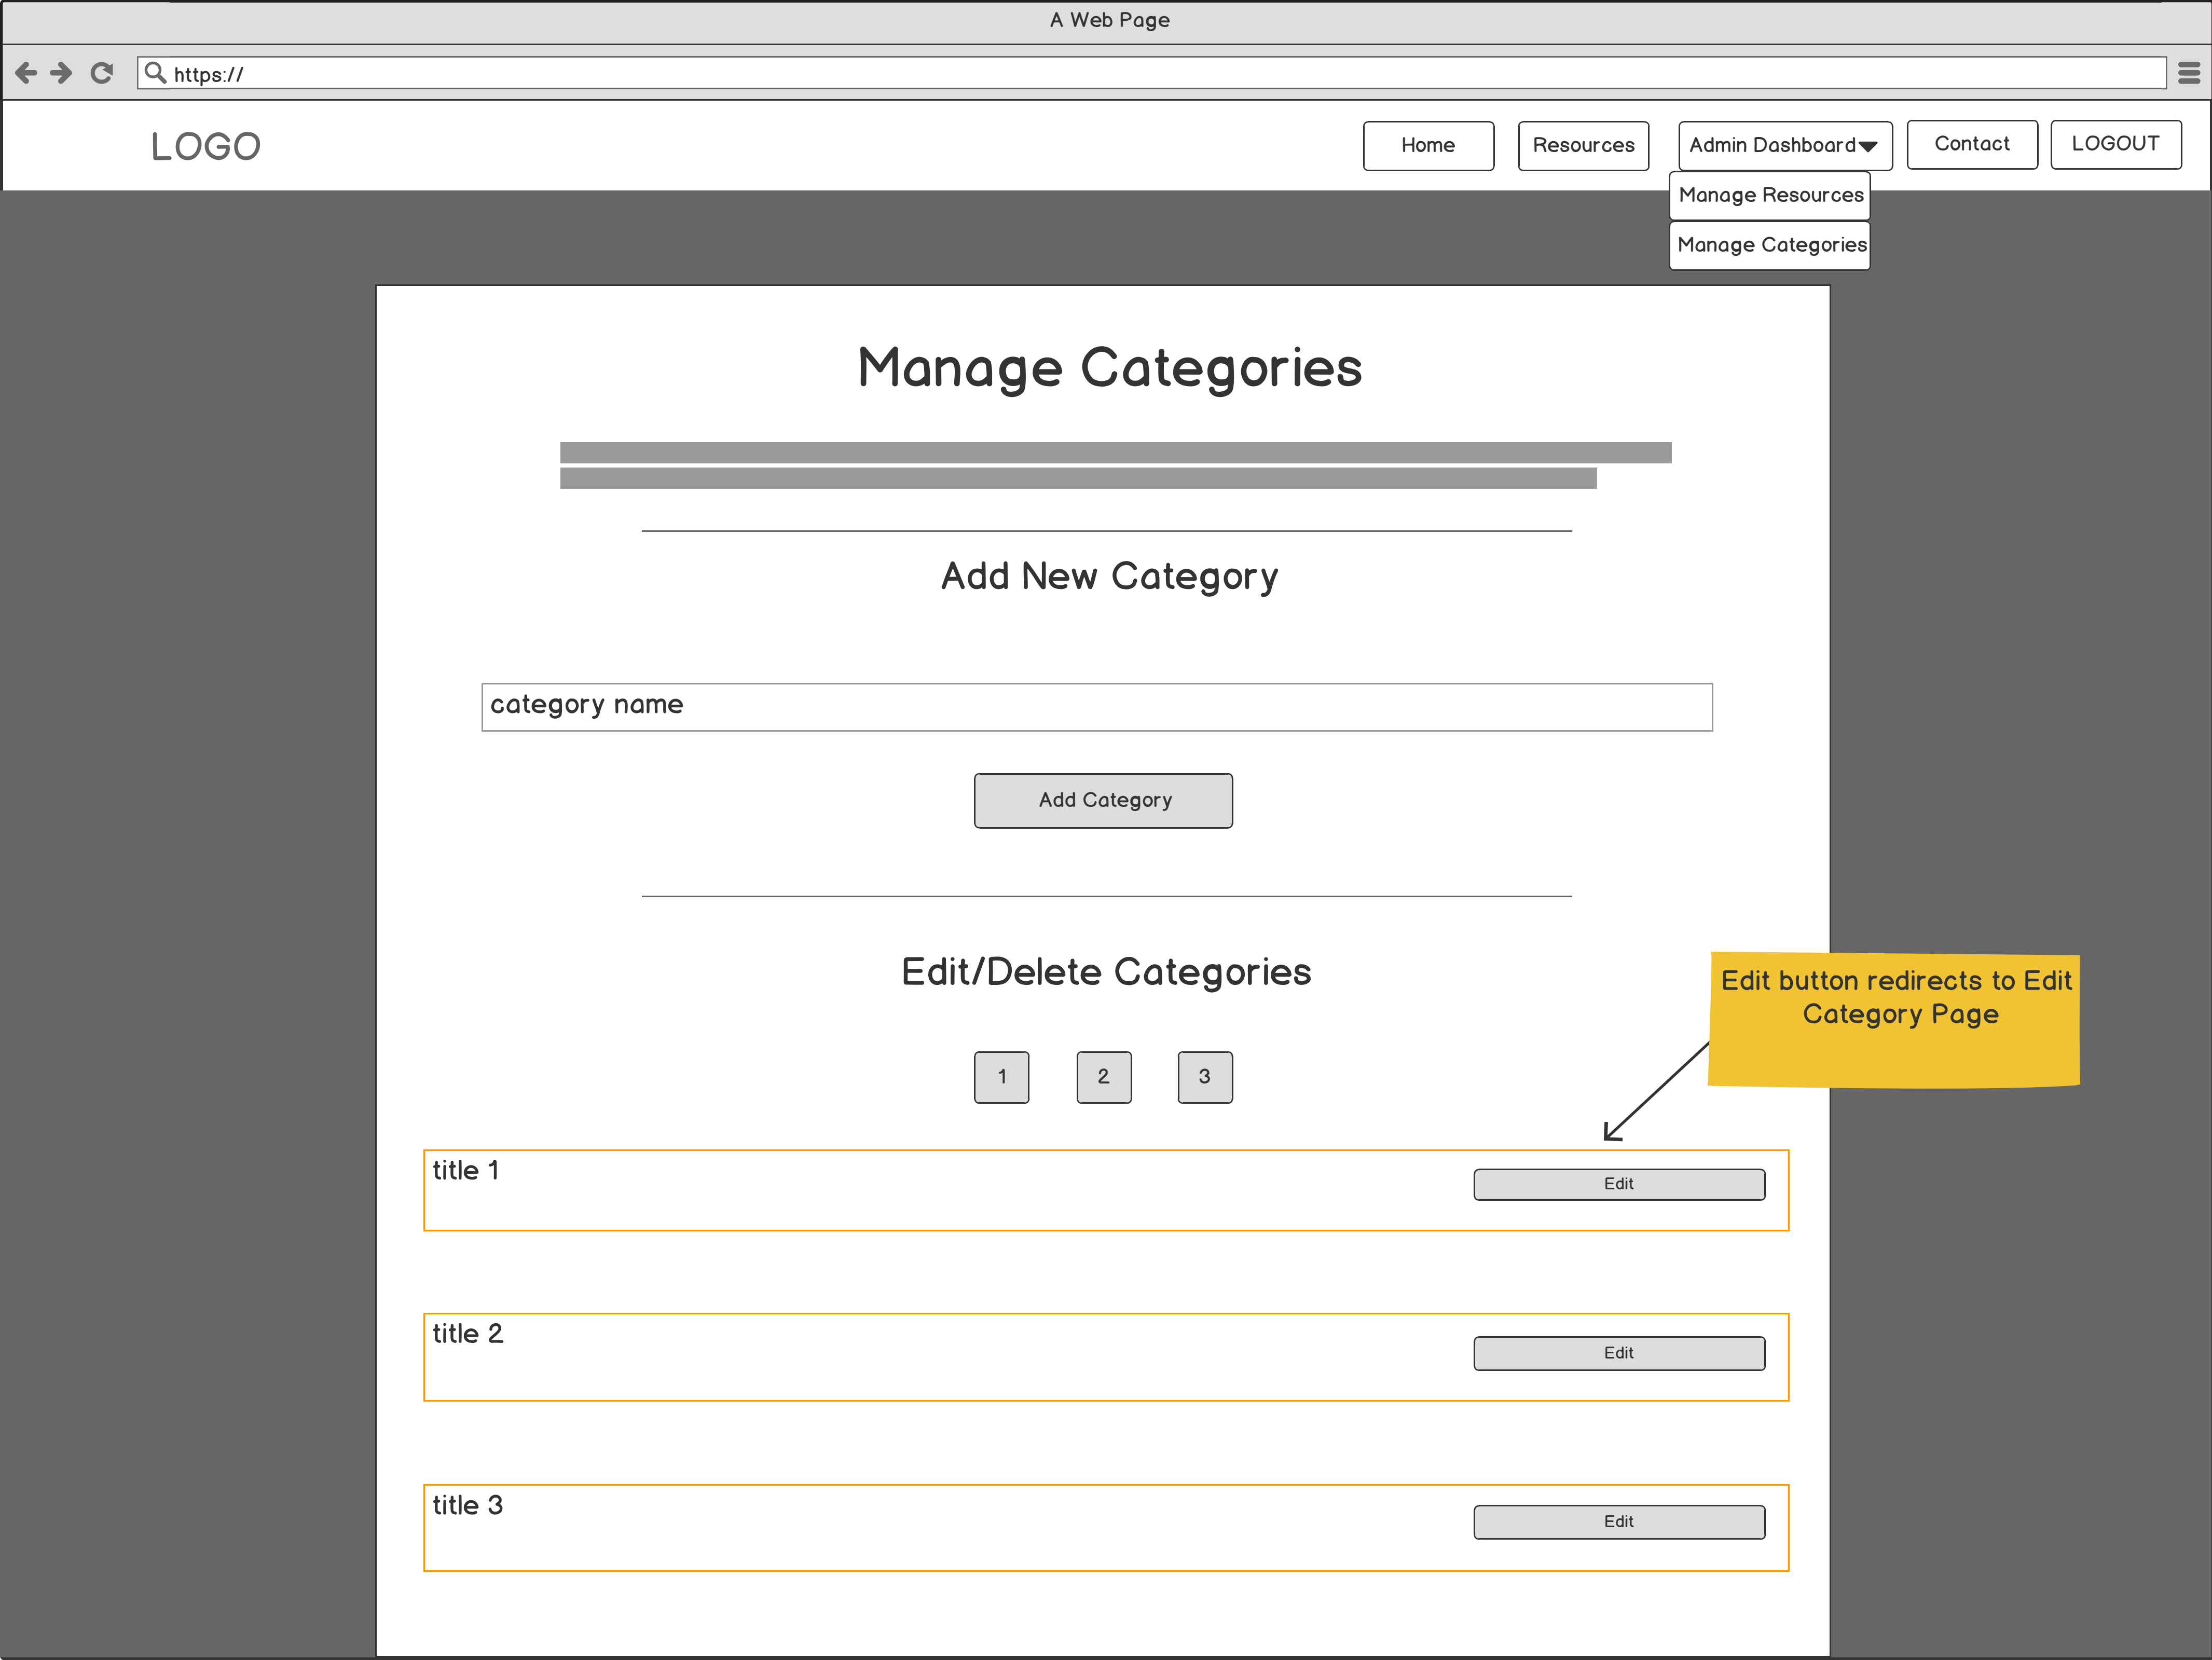 A Web Page
https://
LOGO
Home
Resources
Admin Dashboard
Contact
LOGOUT
Manage Resources
Manage Categories
Manage Categories
Add New Category
category name
Add Category
Edit/Delete Categories
Edit button redirects to Edit
Category Page
1
2
3
title 1
Edit
title 2
Edit
title 3
Edit